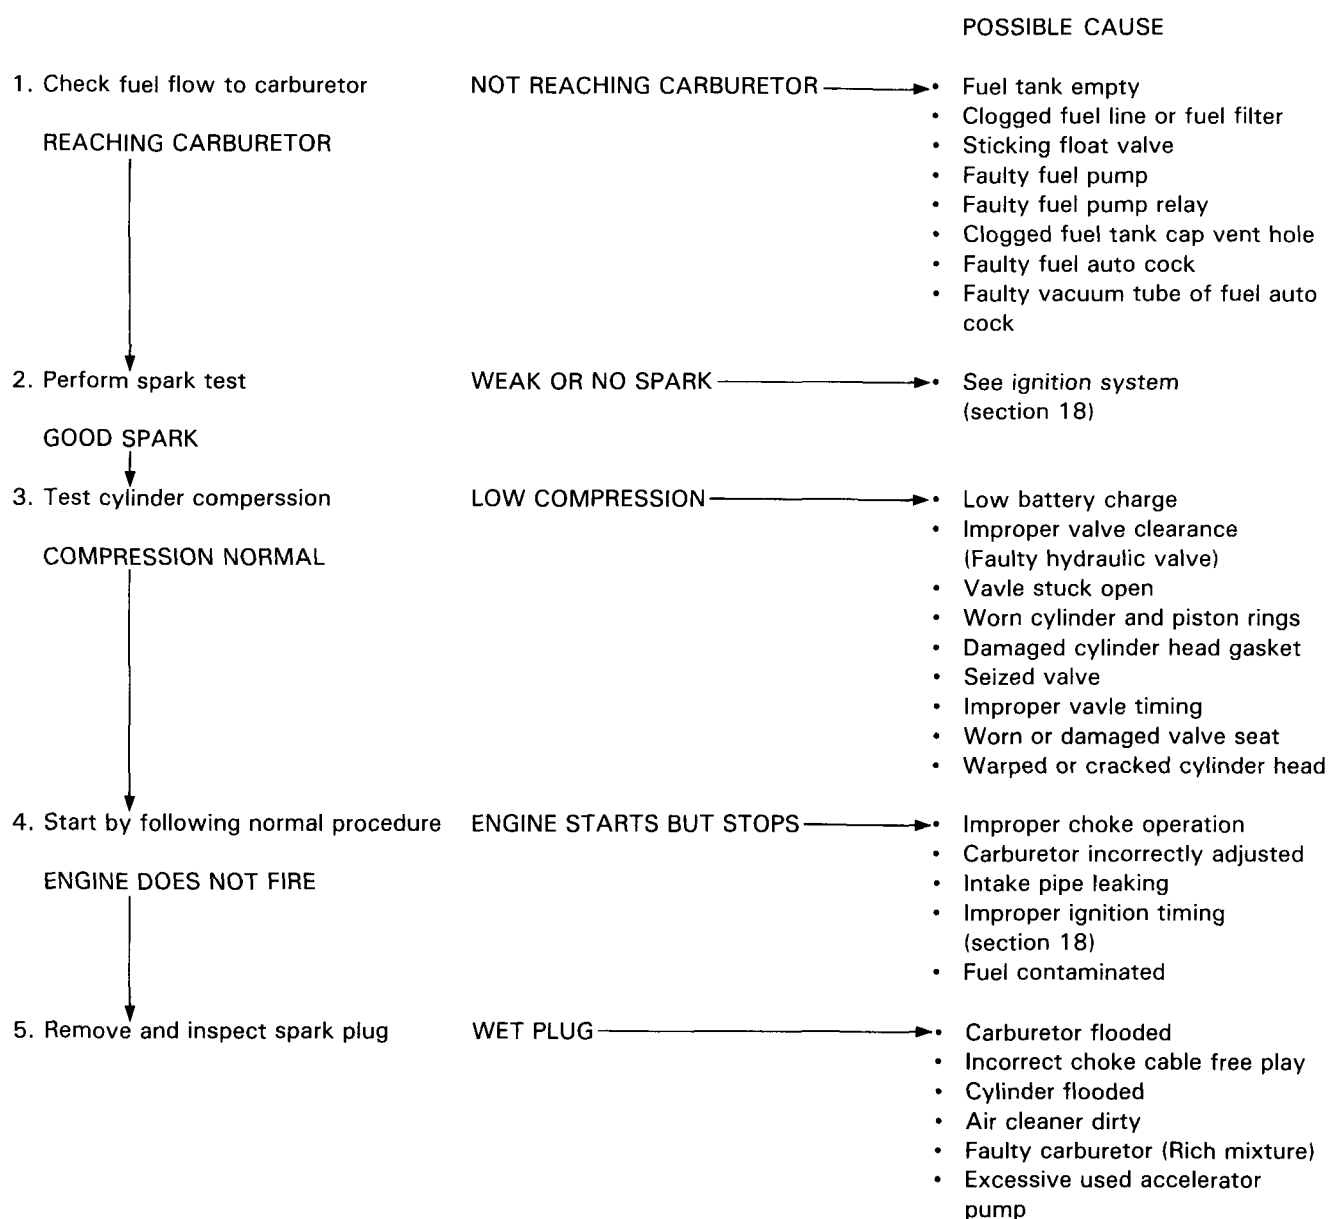 POSSIBLE CAUSE
1. Check fuel flow to carburetor
NOT REACHING CARBURETOR
• Fuel tank empty
• Clogged fuel line or fuel filter
REACHING CARBURETOR
• Sticking float valve
• Faulty fuel pump
• Faulty fuel pump relay
• Clogged fuel tank cap vent hole
• Faulty fuel auto cock
• Faulty vacuum tube of fuel auto
cock
2. Perform spark test
WEAK OR NO SPARK
• See ignition system
(section 18)
GOOD SPARK
3. Test cylinder comperssion
LOW COMPRESSION
• Low battery charge
• Improper valve clearance
(Faulty hydraulic valve)
COMPRESSION NORMAL
• Vavle stuck open
• Worn cylinder and piston rings
• Damaged cylinder head gasket
• Seized valve
• Improper vavle timing
• Worn or damaged valve seat
• Warped or cracked cylinder head
4. Start by following normal procedure
ENGINE STARTS BUT STOPS
• Improper choke operation
• Carburetor incorrectly adjusted
ENGINE DOES NOT FIRE
• Intake pipe leaking
• Improper ignition timing
(section 18)
• Fuel contaminated
5. Remove and inspect spark plug
WET PLUG
• Carburetor flooded
• Incorrect choke cable free play
• Cylinder flooded
• Air cleaner dirty
• Faulty carburetor (Rich mixture)
• Excessive used accelerator
pump